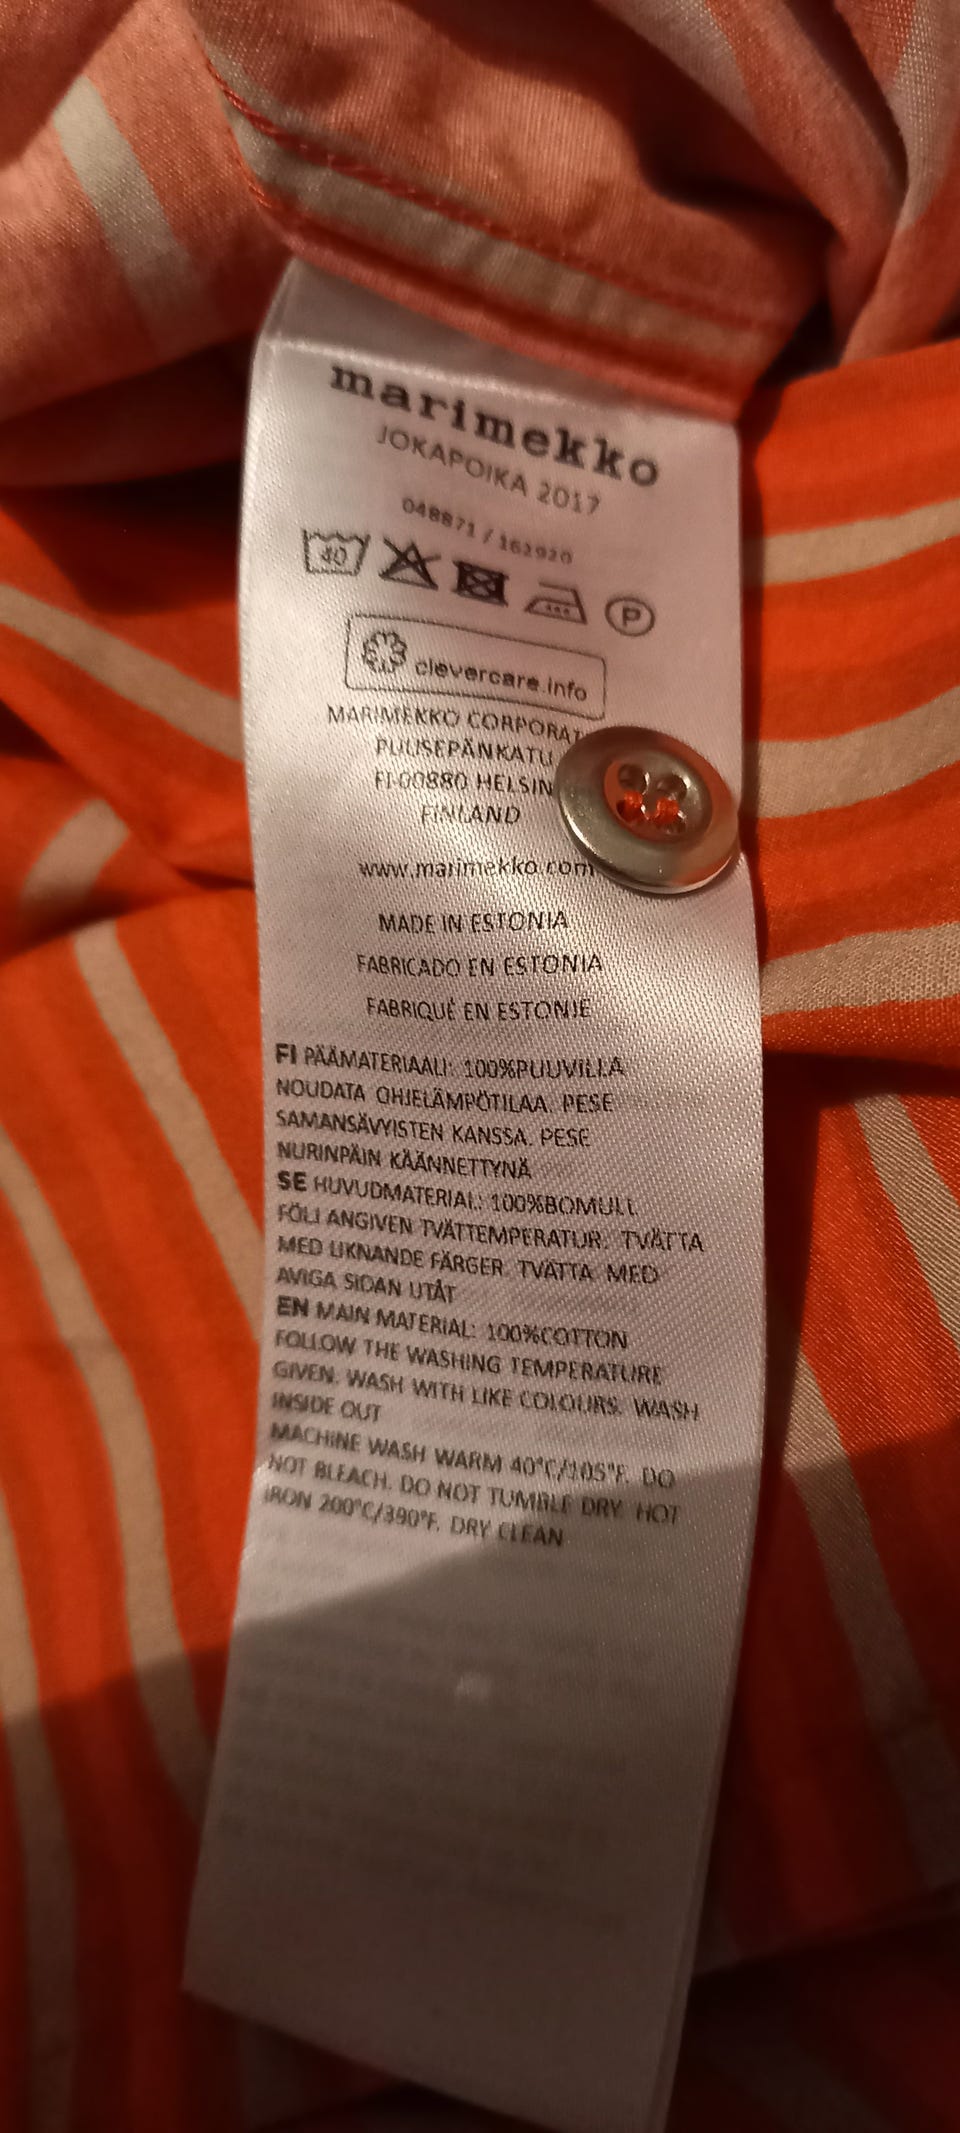 marimekko
JOKAPOIKA 2017
048871 / 162920
40 P
clevercare.info
MARIMEKKO CORPORAT
PUUSEPÄNKATU
FI-00880 HELSIN
FINLAND
www.marimekko.com
MADE IN ESTONIA
FABRICADO EN ESTONIA
FABRIQUÉ EN ESTONIE
FI PÄÄMATERIAALI: 100%PUUVILLA
NOUDATA OHJELÄMPÖTILAA. PESE
SAMANSÄVYISTEN KANSSA. PESE
NURINPÄIN KÄÄNNETTYNÄ
SE HUVUDMATERIAL: 100%BOMULL
FÖLJ ANGIVEN TVÄTTEMPERATUR. TVÄTTA
MED LIKNANDE FÄRGER. TVÄTTA MED
AVIGA SIDAN UTÅT
EN MAIN MATERIAL: 100%COTTON
FOLLOW THE WASHING TEMPERATURE
GIVEN. WASH WITH LIKE COLOURS. WASH
INSIDE OUT
MACHINE WASH WARM 40°C/105°F. DO
NOT BLEACH. DO NOT TUMBLE DRY. HOT
IRON 200°C/390°F. DRY CLEAN